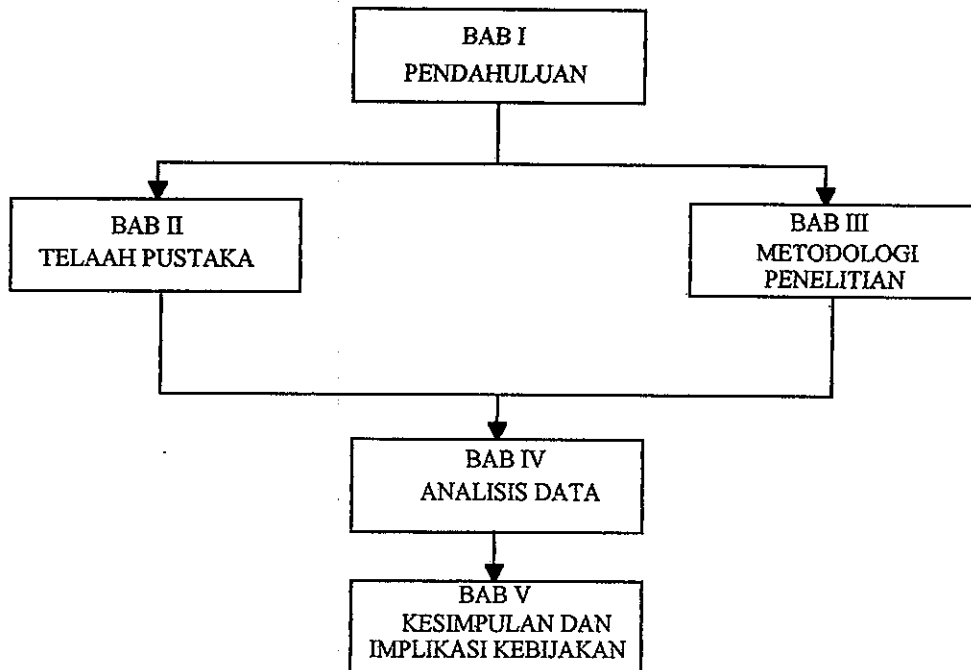 BAB I
PENDAHULUAN
BAB II
TELAAH PUSTAKA
BAB III
METODOLOGI
PENELITIAN
BAB IV
ANALISIS DATA
BAB V
KESIMPULAN DAN
IMPLIKASI KEBIJAKAN